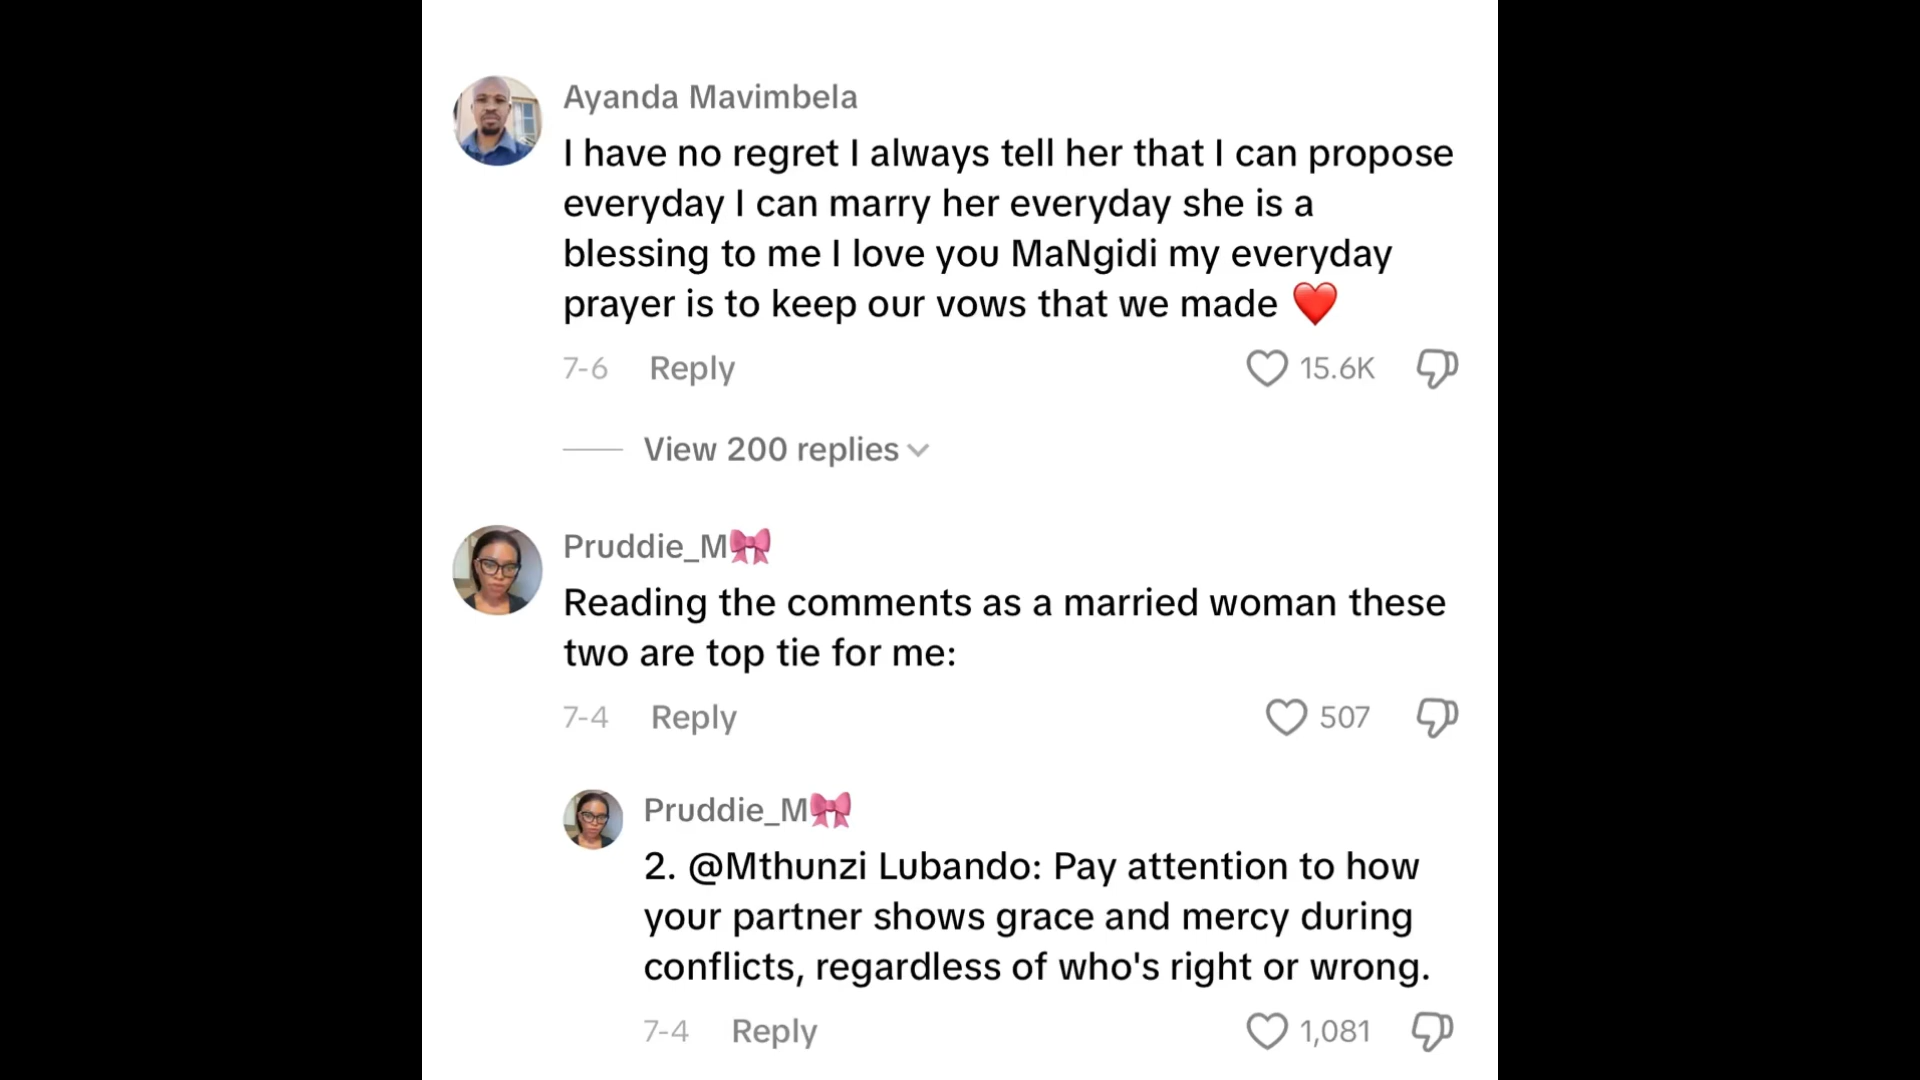 Ayanda Mavimbela
I have no regret I always tell her that I can propose
everyday I can marry her everyday she is a
blessing to me I love you MaNgidi my everyday
prayer is to keep our vows that we made ❤️
7-6 Reply 15.6K
View 200 replies
Pruddie_M🎀
Reading the comments as a married woman these
two are top tie for me:
7-4 Reply 507
Pruddie_M🎀
2. @Mthunzi Lubando: Pay attention to how
your partner shows grace and mercy during
conflicts, regardless of who's right or wrong.
7-4 Reply 1,081